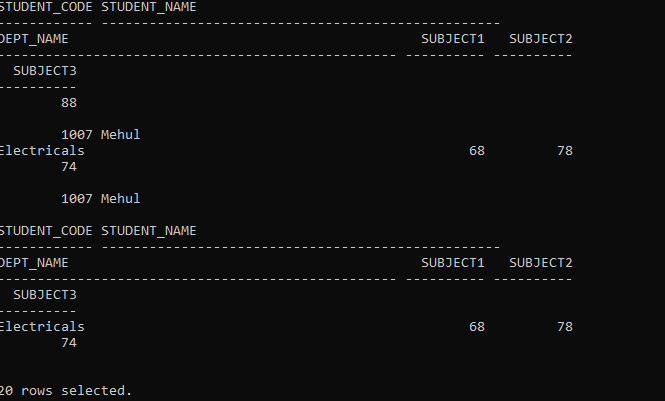 STUDENT_CODE STUDENT_NAME
------------ --------------------------------------------------
DEPT_NAME                                            SUBJECT1   SUBJECT2
-------------------------------------------------- ---------- ----------
  SUBJECT3
----------
        88

        1007 Mehul
Electricals                                                68         78
        74

        1007 Mehul

STUDENT_CODE STUDENT_NAME
------------ --------------------------------------------------
DEPT_NAME                                            SUBJECT1   SUBJECT2
-------------------------------------------------- ---------- ----------
  SUBJECT3
----------
Electricals                                                68         78
        74


20 rows selected.